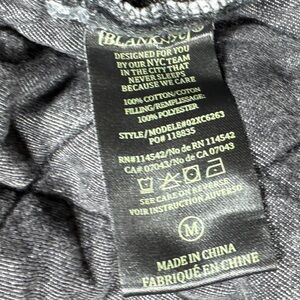 [BLANKNYC]
DESIGNED FOR YOU
BY OUR NYC TEAM
IN THE CITY THAT
NEVER SLEEPS
BECAUSE WE CARE
100% COTTON/COTON
FILLING/REMPLISSAGE:
100% POLYESTER
STYLE/MODELE#02XC6263
PO# 118835
RN#114542/No de RN 114542
CA# 07043/No de CA 07043
SEE CARE ON REVERSE
VOIR INSTRUCTION AU VERSO
M
MADE IN CHINA
FABRIQUÉ EN CHINE